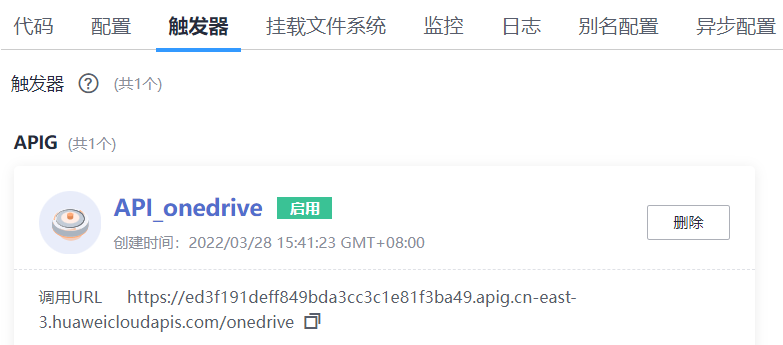 代码 配置 触发器 挂载文件系统 监控 日志 别名配置 异步配置
触发器 ? (共1个)
APIG (共1个)
API_onedrive 启用
删除
创建时间：2022/03/28 15:41:23 GMT+08:00
调用URL https://ed3f191deff849bda3cc3c1e81f3ba49.apig.cn-east-
3.huaweicloudapis.com/onedrive